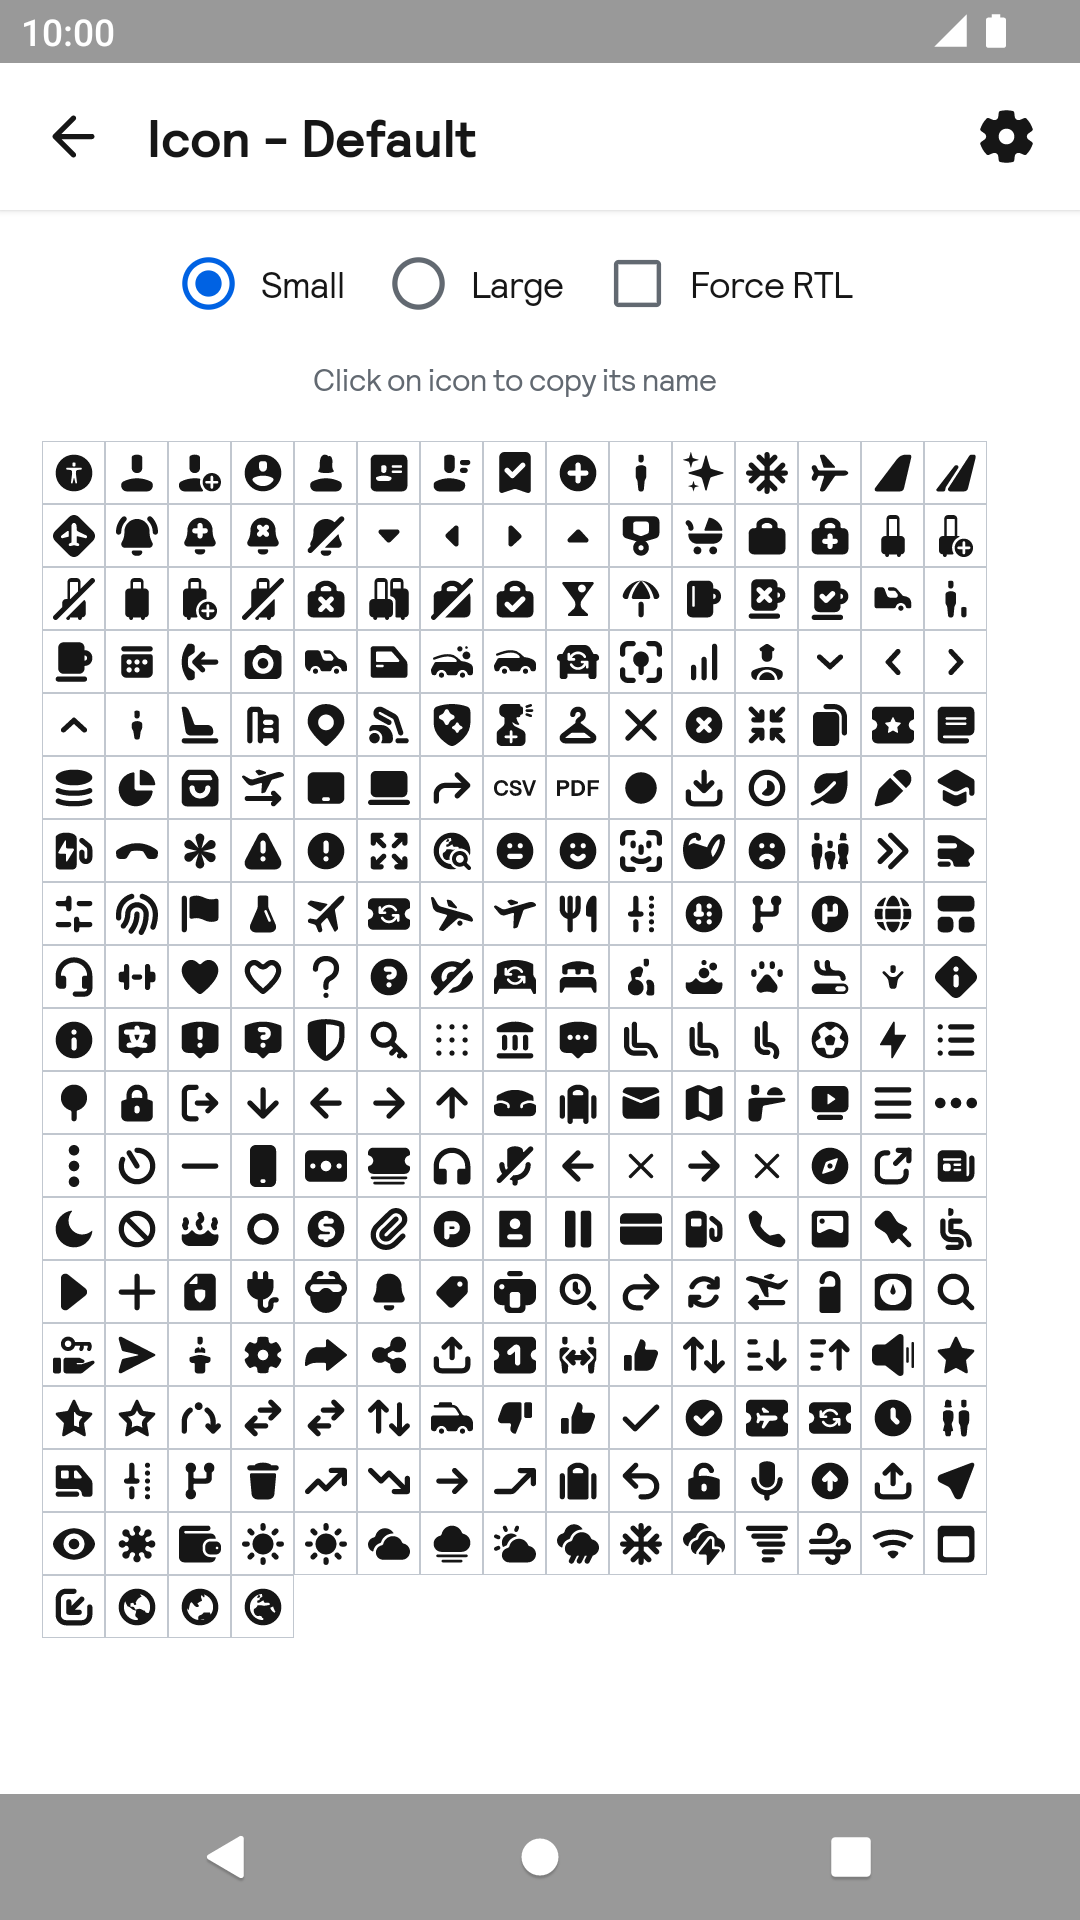 10:00
Icon - Default
Small
Large
Force RTL
Click on icon to copy its name
CSV
PDF